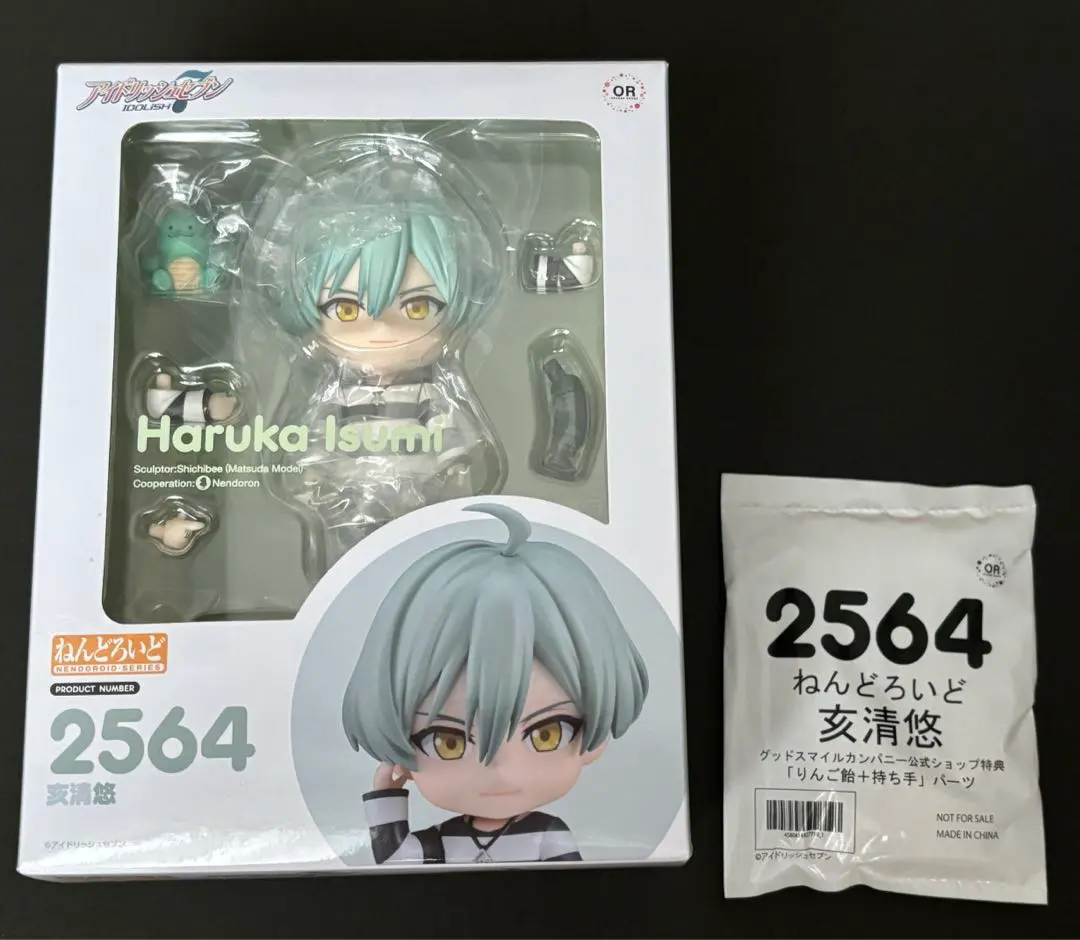 アイドリッシュセブン
IDOLiSH7
OR
Haruka Isumi
Sculptor:Shichibee (Matsuda Model)
Cooperation: Nendoron
ねんどろいど
NENDOROID・SERIES
PRODUCT NUMBER
2564
亥清悠
©アイドリッシュセブン
OR
2564
ねんどろいど
亥清悠
グッドスマイルカンパニー公式ショップ特典
「りんご飴+持ち手」パーツ
NOT FOR SALE
MADE IN CHINA
©アイドリッシュセブン